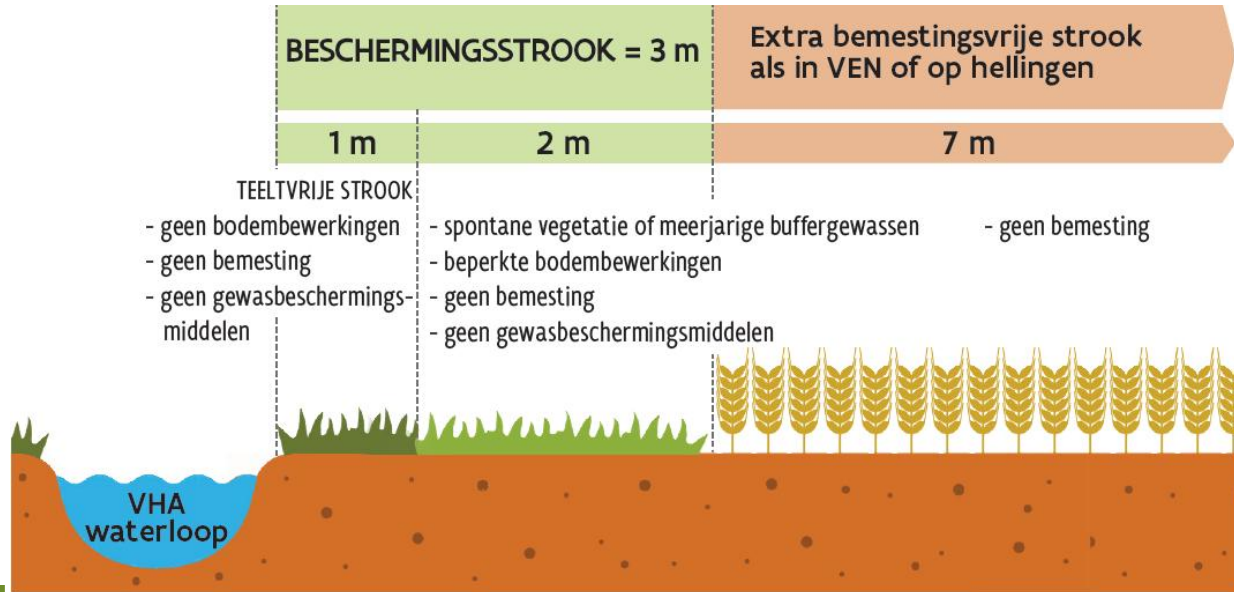 BESCHERMINGSSTROOK = 3 m
Extra bemestingsvrije strook
als in VEN of op hellingen
1 m
2 m
7 m
TEELTVRIJE STROOK
- geen bodembewerkingen
- geen bemesting
- geen gewasbeschermings-
middelen
- spontane vegetatie of meerjarige buffergewassen
- beperkte bodembewerkingen
- geen bemesting
- geen gewasbeschermingsmiddelen
- geen bemesting
VHA
waterloop